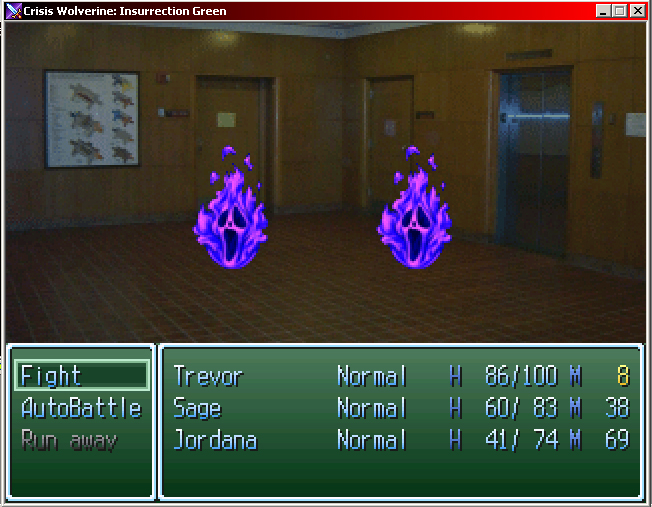 Crisis Wolverine: Insurrection Green
Fight
AutoBattle
Run away
Trevor Normal H 86/100 M 8
Sage Normal H 60/ 83 M 38
Jordana Normal H 41/ 74 M 69